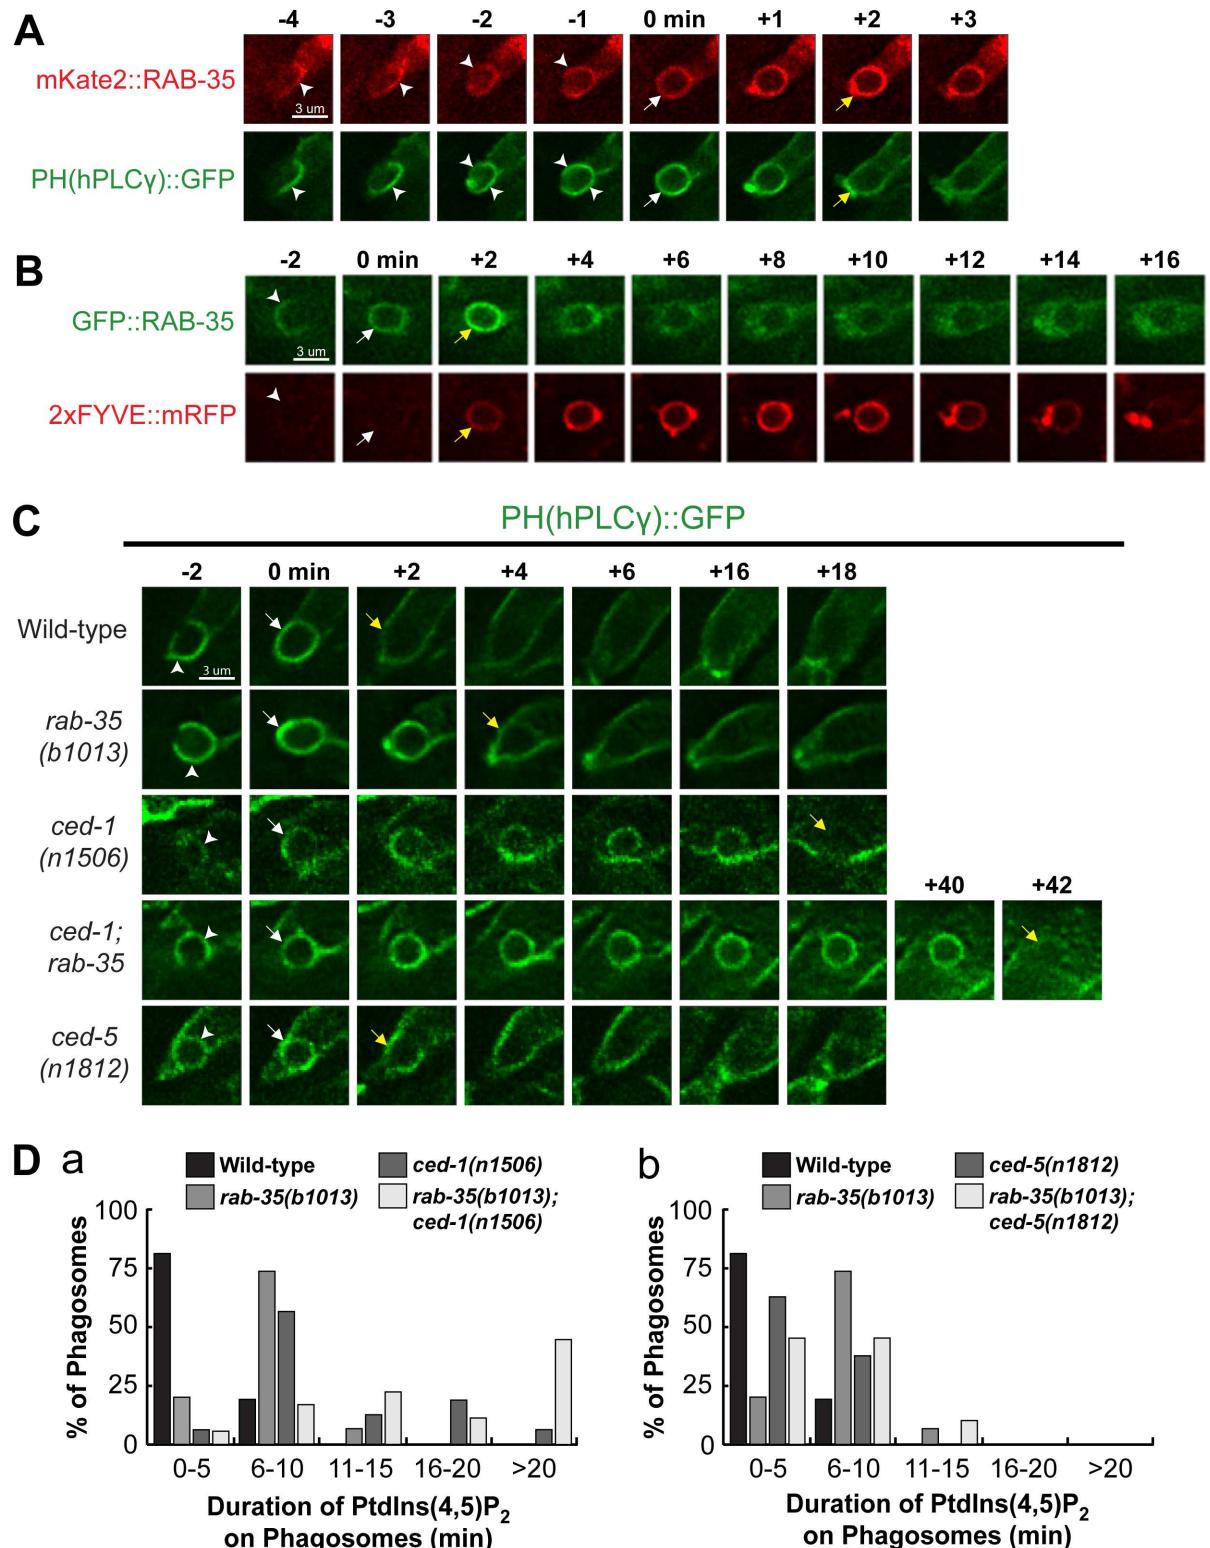 A
-4 -3 -2 -1 0 min +1 +2 +3
mKate2::RAB-35
3 um
PH(hPLCγ)::GFP
B
-2 0 min +2 +4 +6 +8 +10 +12 +14 +16
GFP::RAB-35
3 um
2xFYVE::mRFP
C
PH(hPLCγ)::GFP
-2 0 min +2 +4 +6 +16 +18
Wild-type
3 um
rab-35
(b1013)
ced-1
(n1506)
+40 +42
ced-1;
rab-35
ced-5
(n1812)
D a
Wild-type ced-1(n1506)
rab-35(b1013) rab-35(b1013);
ced-1(n1506)
100
75
50
25
0
% of Phagosomes
0-5 6-10 11-15 16-20 >20
Duration of PtdIns(4,5)P2
on Phagosomes (min)
b
Wild-type ced-5(n1812)
rab-35(b1013) rab-35(b1013);
ced-5(n1812)
100
75
50
25
0
% of Phagosomes
0-5 6-10 11-15 16-20 >20
Duration of PtdIns(4,5)P2
on Phagosomes (min)